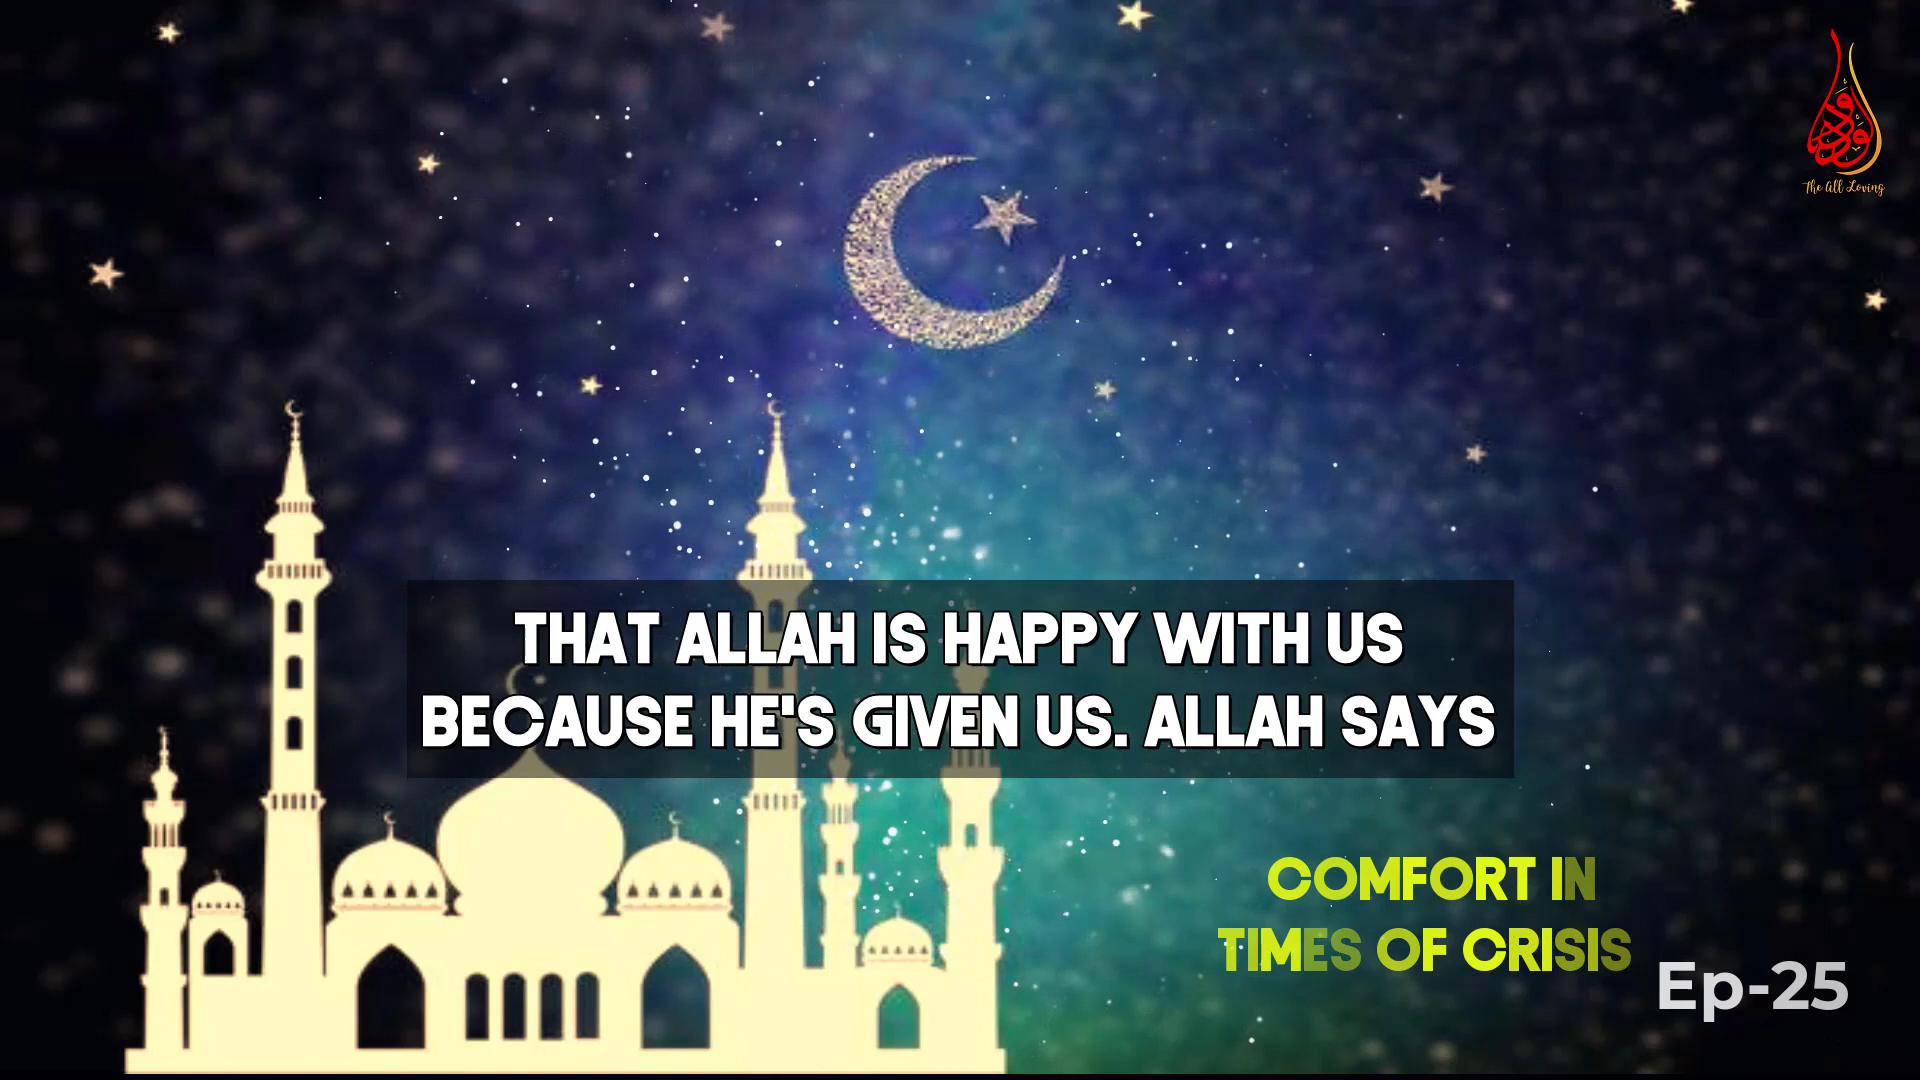 الودود
The All Loving
THAT ALLAH IS HAPPY WITH US
BECAUSE HE'S GIVEN US. ALLAH SAYS
COMFORT IN
TIMES OF CRISIS
Ep-25